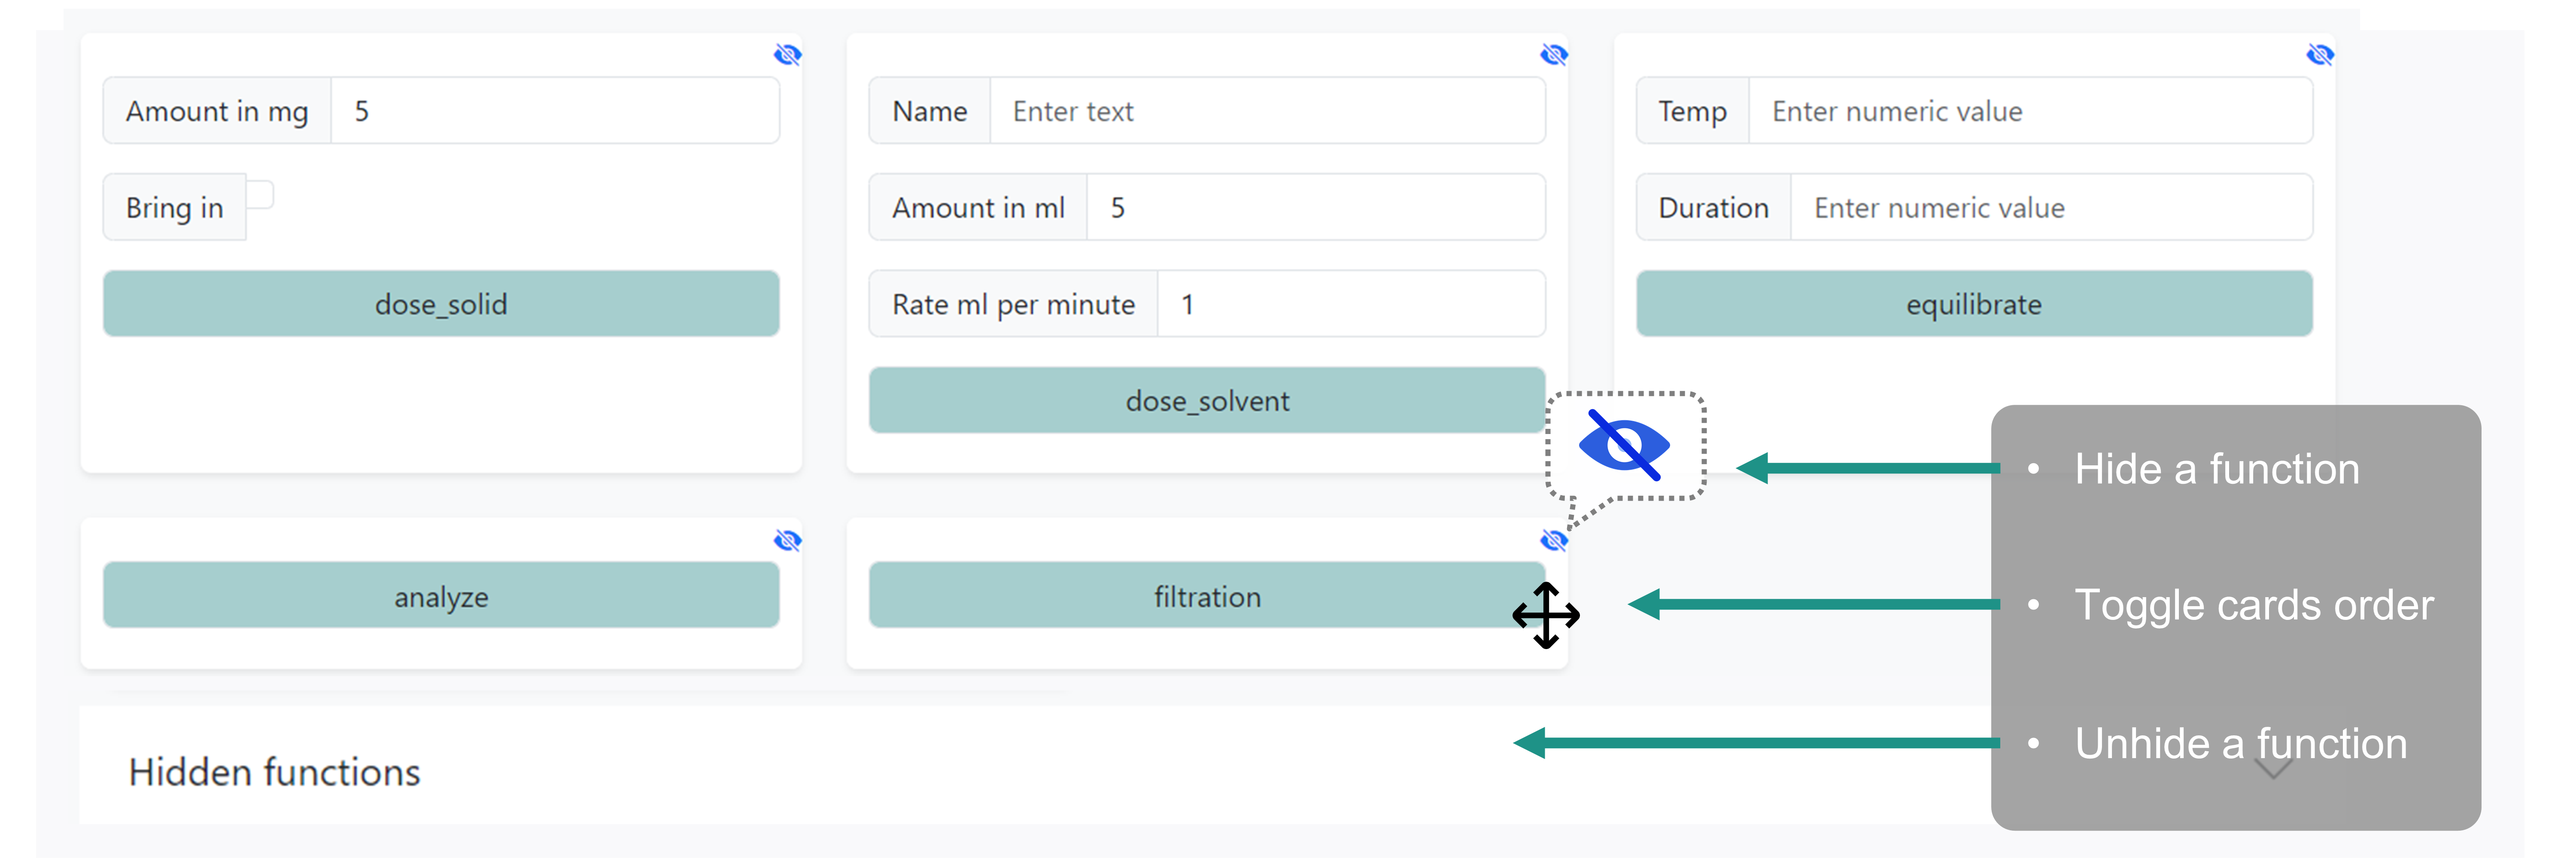 Amount in mg 5
Bring in
dose_solid
Name Enter text
Amount in ml 5
Rate ml per minute 1
dose_solvent
Temp Enter numeric value
Duration Enter numeric value
equilibrate
analyze
filtration
Hidden functions
• Hide a function
• Toggle cards order
• Unhide a function